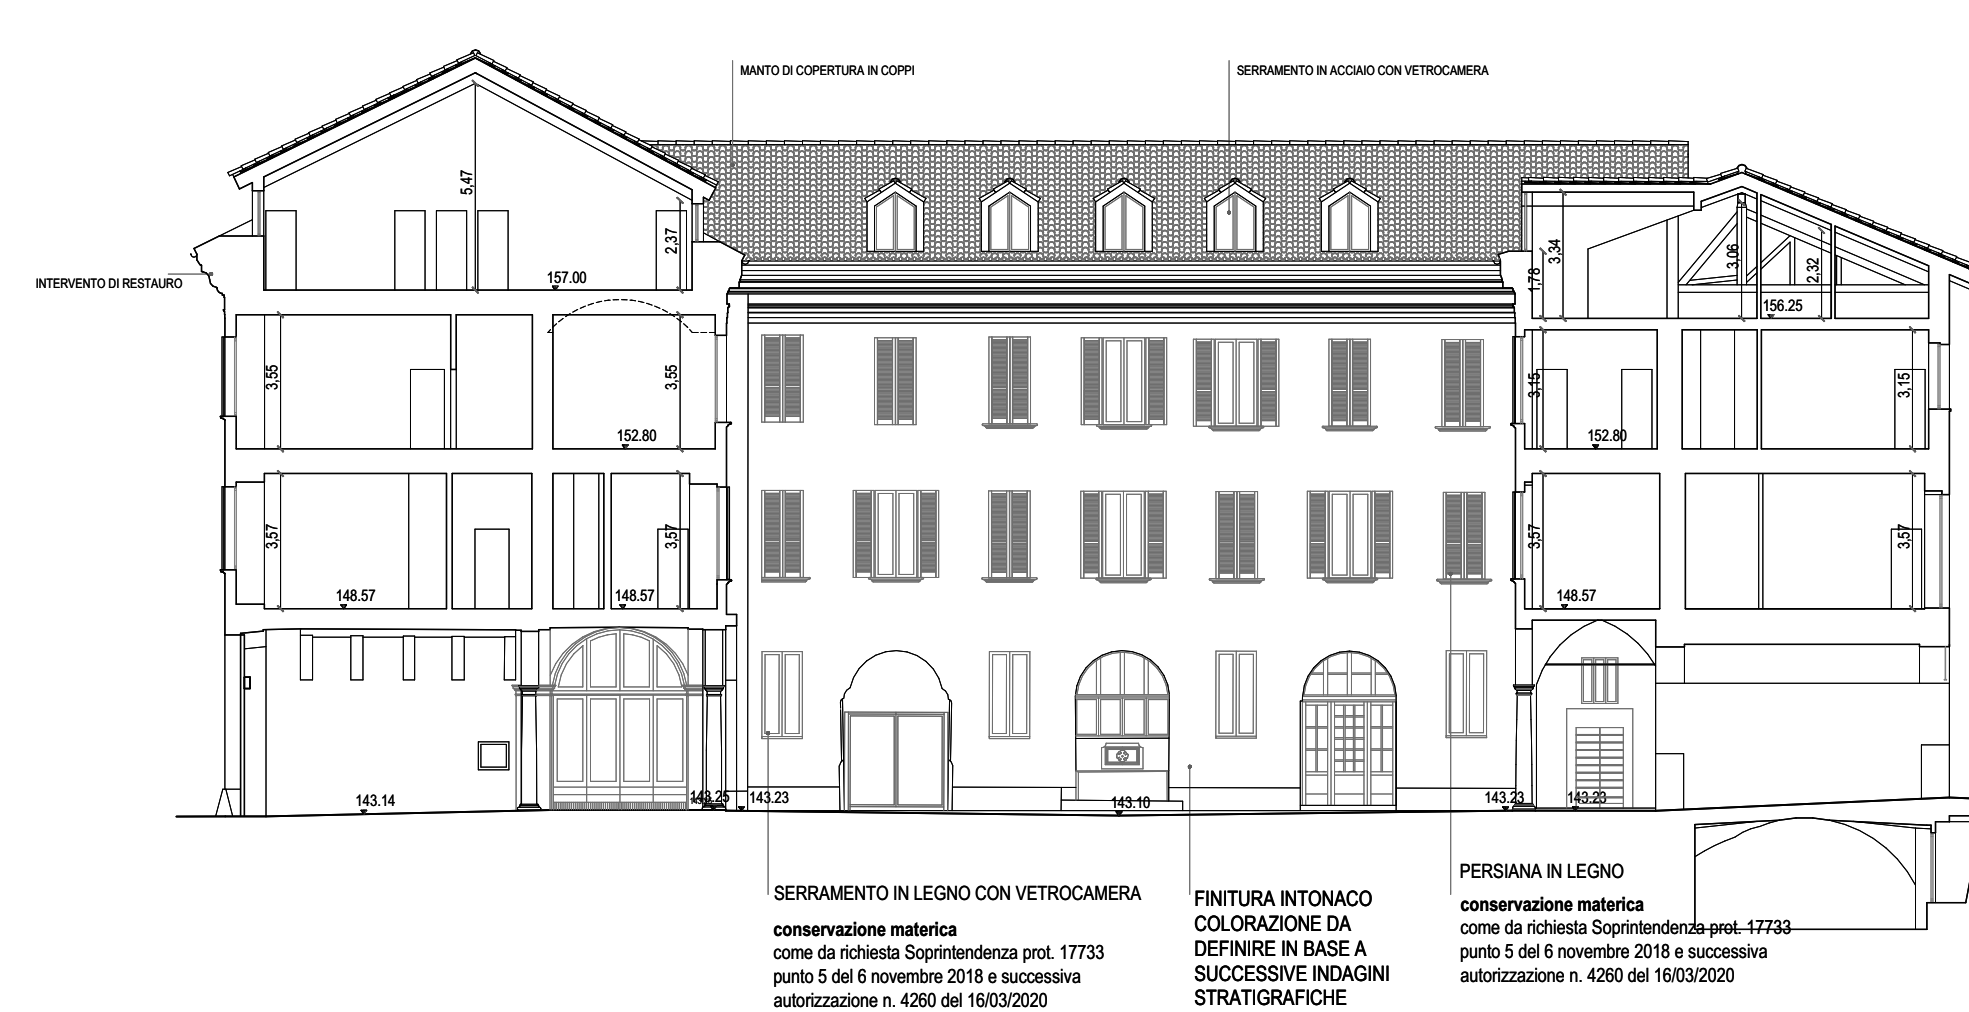 MANTO DI COPERTURA IN COPPI
SERRAMENTO IN ACCIAIO CON VETROCAMERA
INTERVENTO DI RESTAURO
5,47
2,37
157.00
3,34
1,78
3,06
2,32
156.25
3,55
3,55
152.80
3,15
152.80
3,15
3,57
3,57
148.57
148.57
3,57
148.57
3,57
143.14
143.25
143.23
143.10
143.23
143.23
SERRAMENTO IN LEGNO CON VETROCAMERA
conservazione materica
come da richiesta Soprintendenza prot. 17733
punto 5 del 6 novembre 2018 e successiva
autorizzazione n. 4260 del 16/03/2020
FINITURA INTONACO
COLORAZIONE DA
DEFINIRE IN BASE A
SUCCESSIVE INDAGINI
STRATIGRAFICHE
PERSIANA IN LEGNO
conservazione materica
come da richiesta Soprintendenza prot. 17733
punto 5 del 6 novembre 2018 e successiva
autorizzazione n. 4260 del 16/03/2020